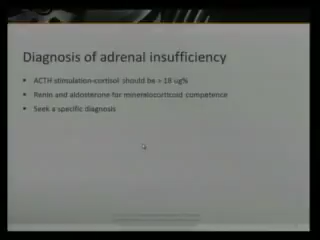 Diagnosis of adrenal insufficiency
ACTH stimulation-cortisol should be > 18 ug%
Renin and aldosterone for mineralocorticoid competence
Seek a specific diagnosis